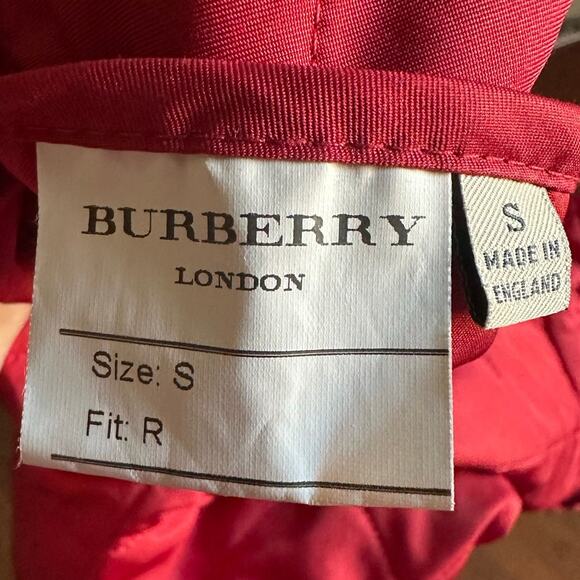 BURBERRY
LONDON
Size: S
Fit: R
S
MADE IN
ENGLAND